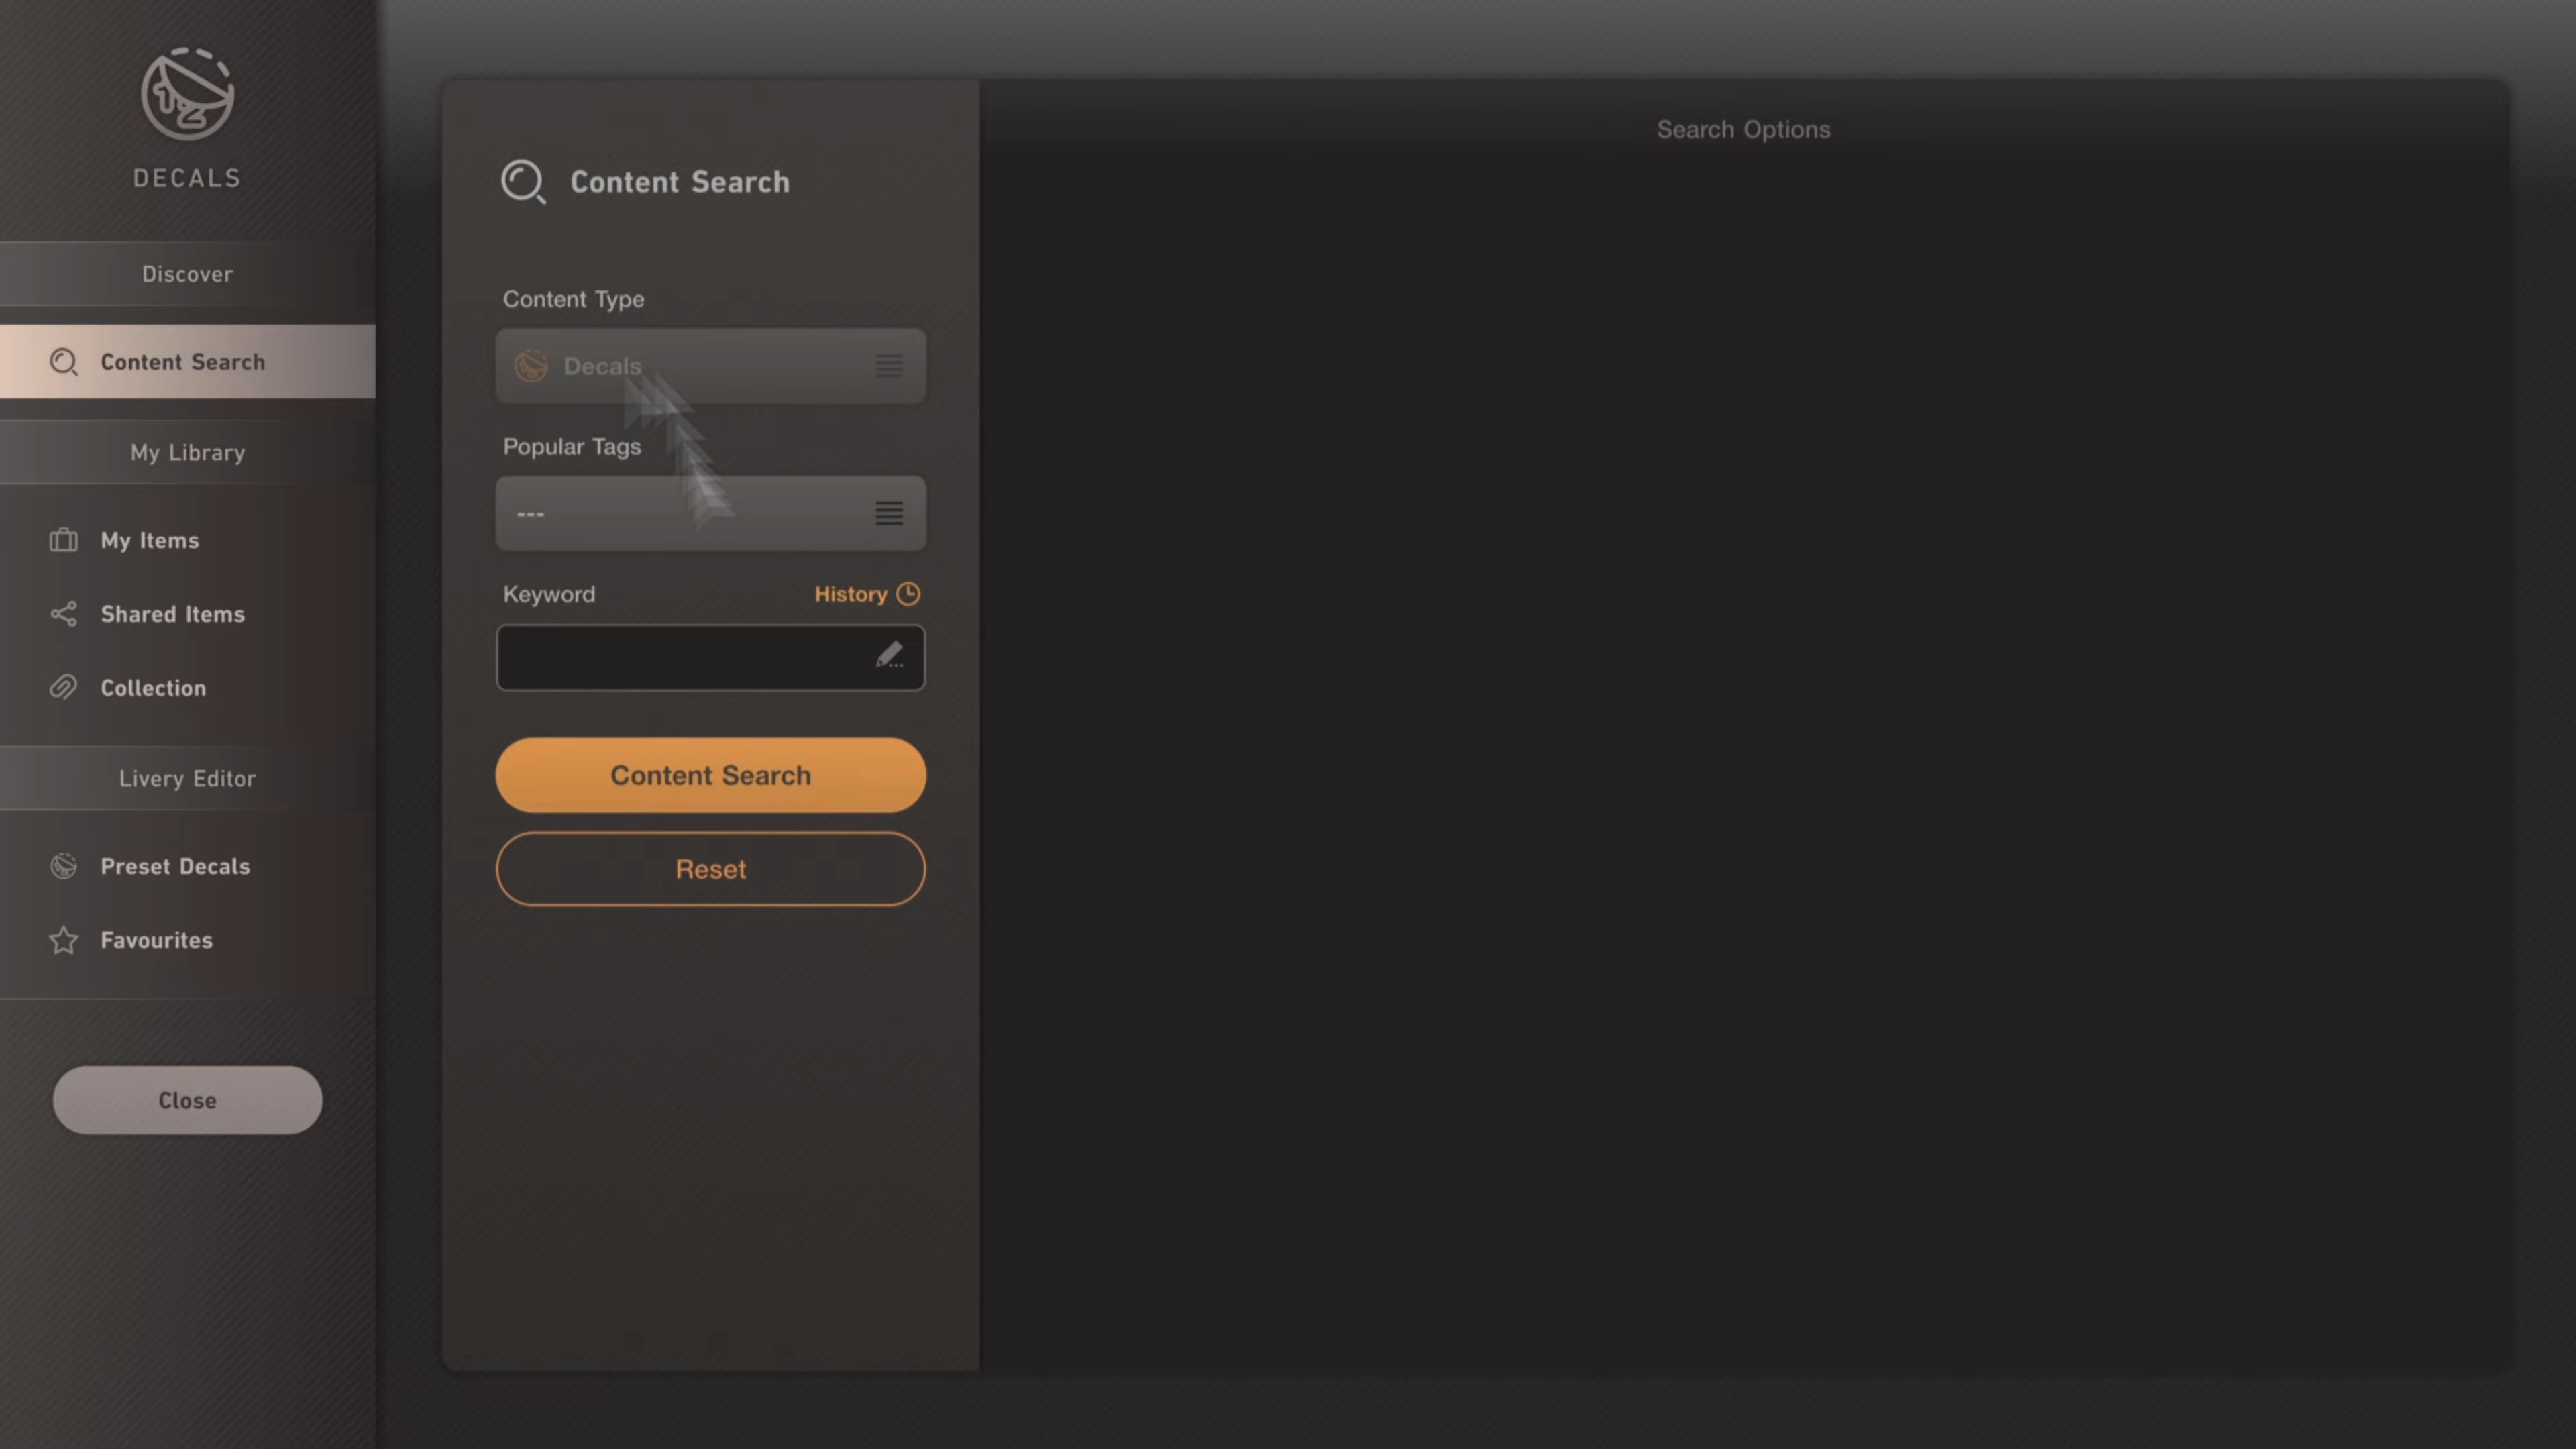 DECALS
Discover
Content Search
My Library
My Items
Shared Items
Collection
Livery Editor
Preset Decals
Favourites
Close
Content Search
Content Type
Decals
Popular Tags
---
Keyword
History
Content Search
Reset
Search Options